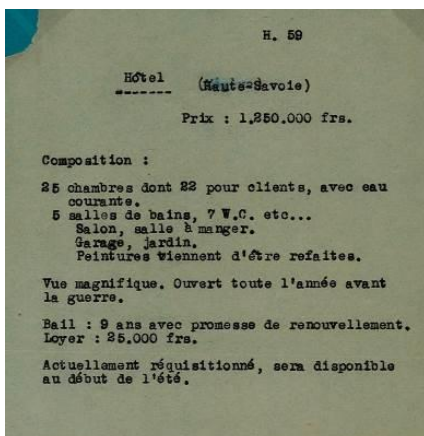 H. 59
Hôtel (Haute-Savoie)
Prix : 1.250.000 frs.
Composition :
25 chambres dont 22 pour clients, avec eau
courante.
5 salles de bains, 7 W.C. etc...
Salon, salle à manger.
Garage, jardin.
Peintures viennent d'être refaites.
Vue magnifique. Ouvert toute l'année avant
la guerre.
Bail : 9 ans avec promesse de renouvellement.
Loyer : 25.000 frs.
Actuellament réquisitionné, sera disponible
au début de l'été.